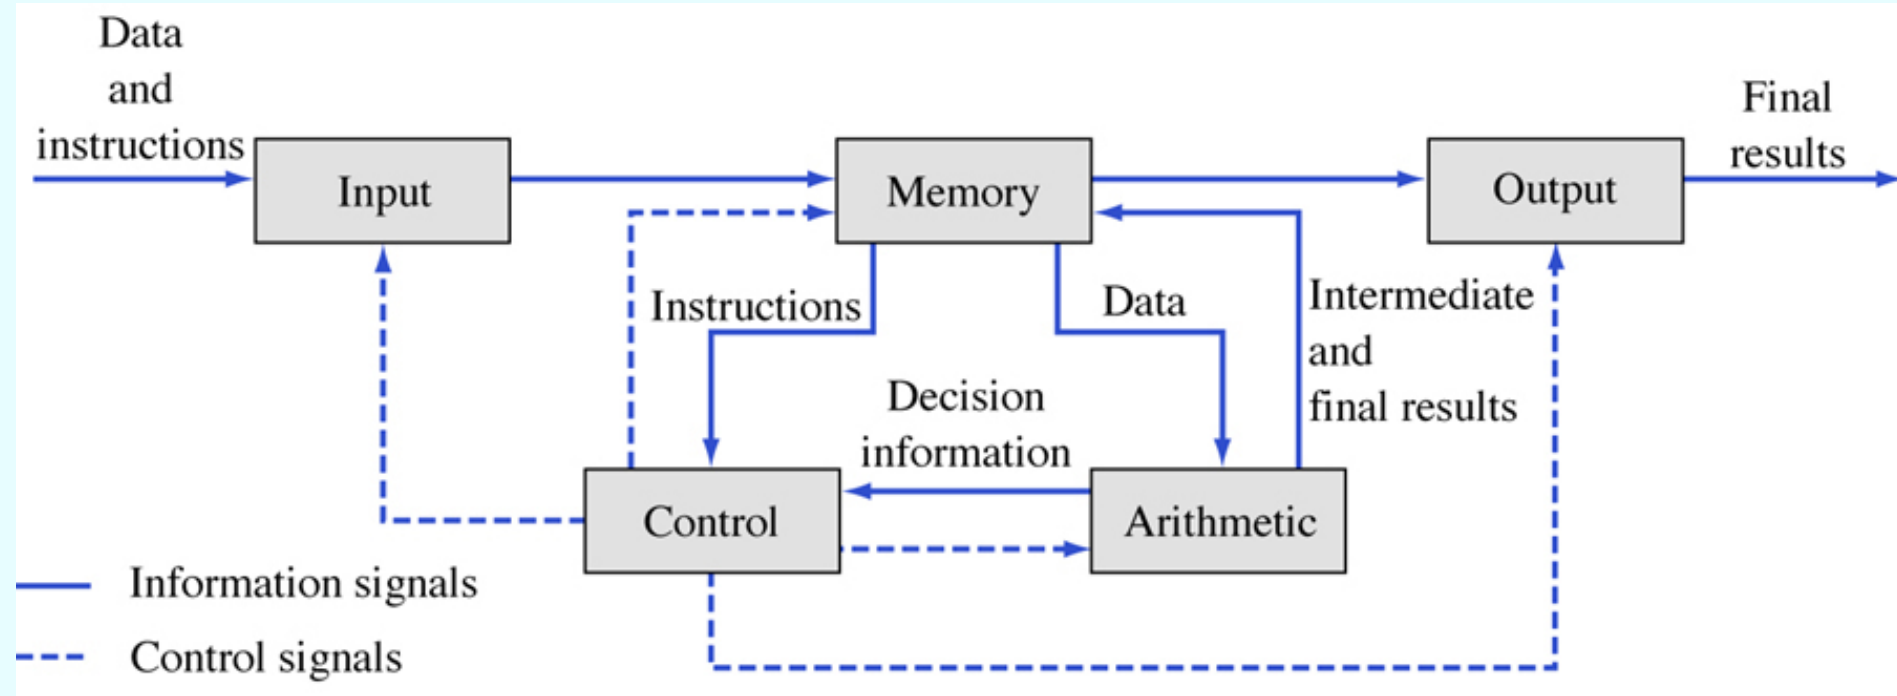 Data
and
instructions
Input
Memory
Output
Final
results
Instructions
Data
Intermediate
and
final results
Decision
information
Control
Arithmetic
Information signals
Control signals